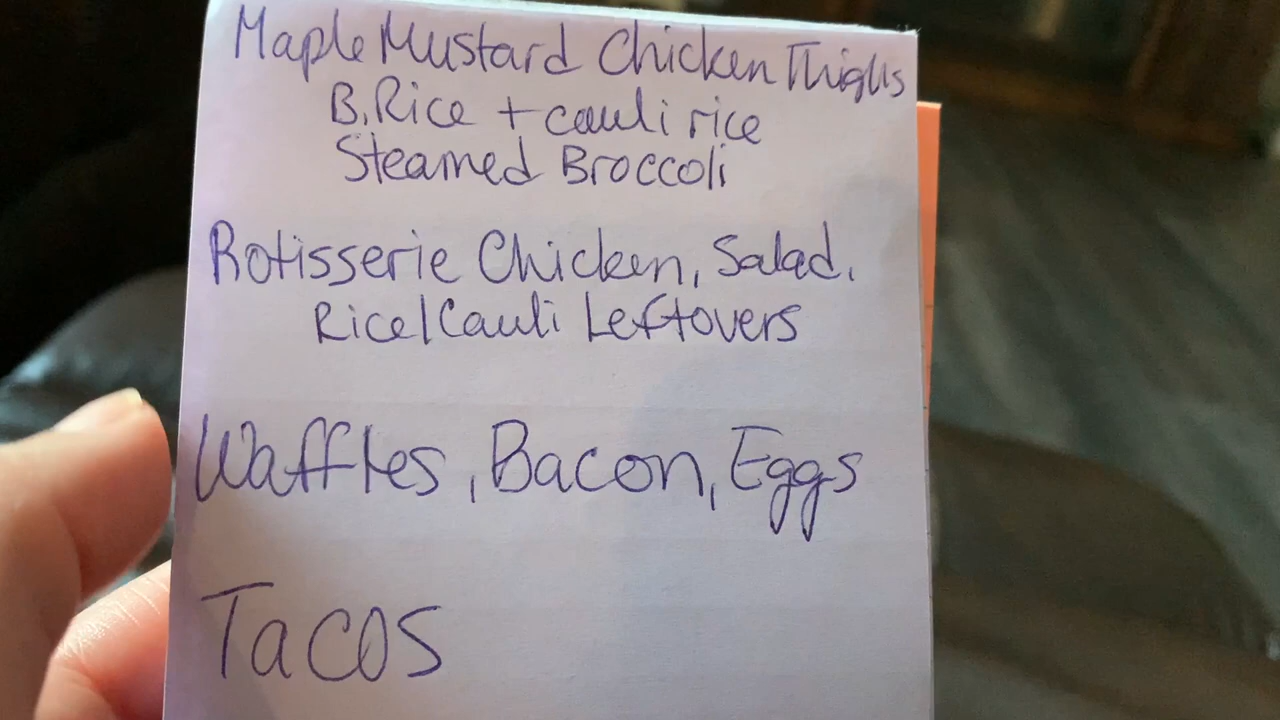 Maple Mustard Chicken Thighs
B. Rice + cauli rice
Steamed Broccoli
Rotisserie Chicken, Salad.
Rice/Cauli Leftovers
Waffles, Bacon, Eggs
Tacos